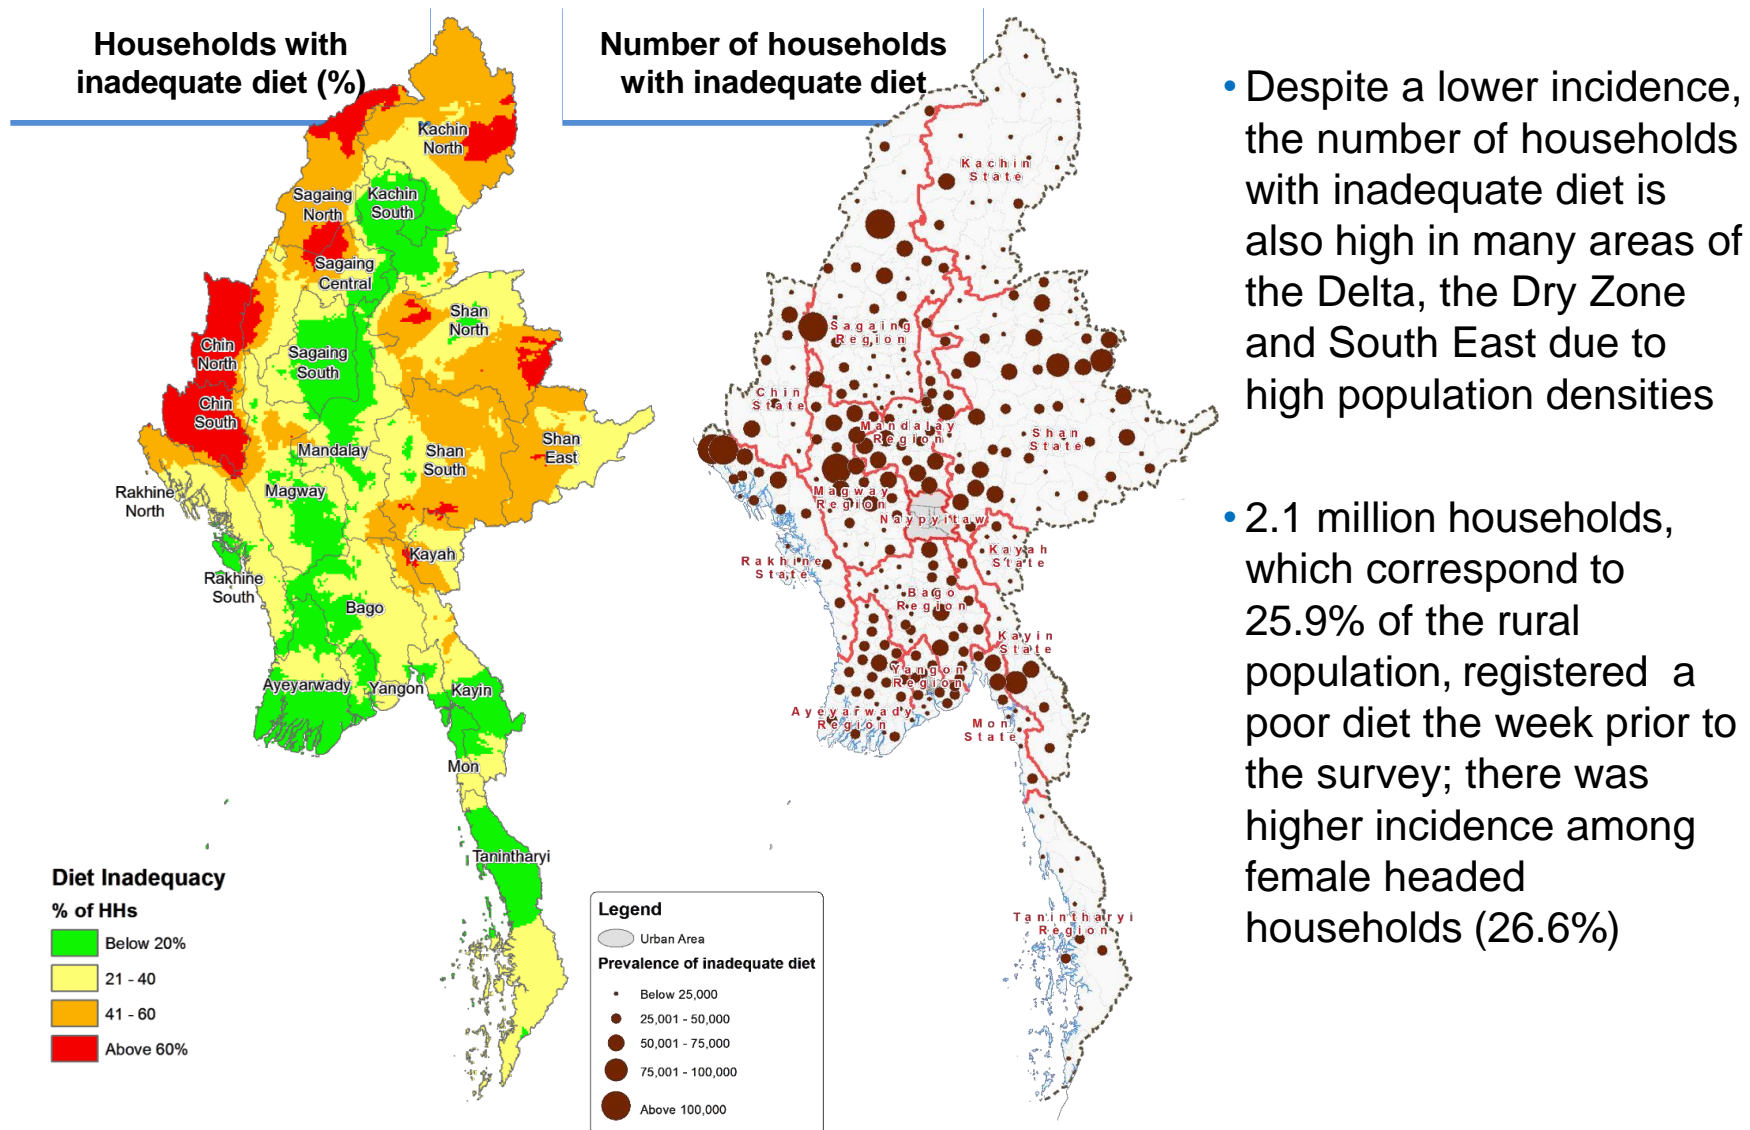 Households with
inadequate diet (%)
Kachin
North
Sagaing
North
Kachin
South
Sagaing
Central
Shan
North
Chin
North
Sagaing
South
Chin
South
Mandalay
Shan
South
Shan
East
Rakhine
North
Magway
Kayah
Rakhine
South
Bago
Ayeyarwady
Yangon
Kayin
Mon
Tanintharyi
Diet Inadequacy
% of HHs
Below 20%
21 - 40
41 - 60
Above 60%
Number of households
with inadequate diet
Kachin
State
Sagaing
Region
Chin
State
Mandalay
Region
Shan
State
Magway
Region
Naypyitaw
Rakhine
State
Kayah
State
Bago
Region
Kayin
State
Yangon
Region
Ayeyarwady
Region
Mon
State
Tanintharyi
Region
Legend
Urban Area
Prevalence of inadequate diet
Below 25,000
25,001 - 50,000
50,001 - 75,000
75,001 - 100,000
Above 100,000
• Despite a lower incidence,
the number of households
with inadequate diet is
also high in many areas of
the Delta, the Dry Zone
and South East due to
high population densities
• 2.1 million households,
which correspond to
25.9% of the rural
population, registered a
poor diet the week prior to
the survey; there was
higher incidence among
female headed
households (26.6%)